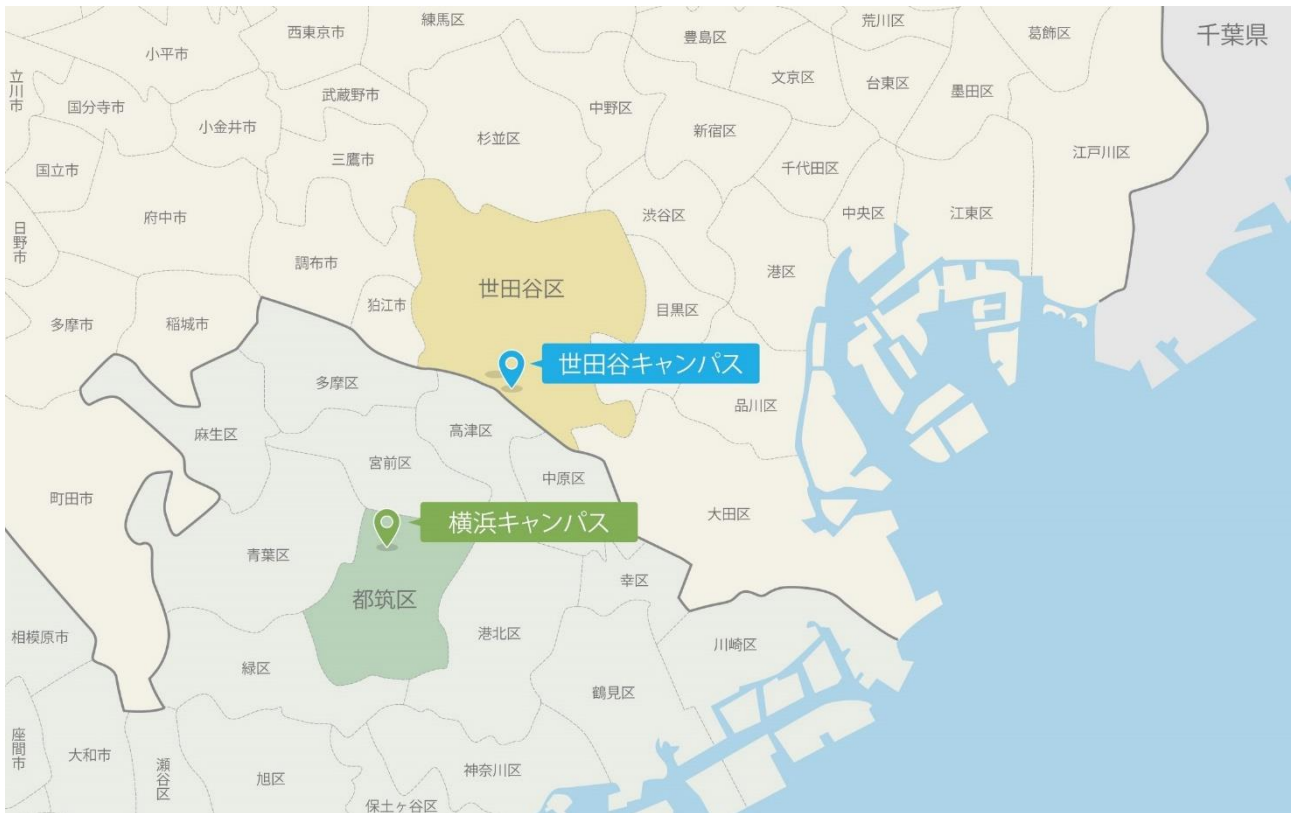 練馬区
荒川区
西東京市
葛飾区
千葉県
豊島区
小平市
文京区
台東区
立川市
墨田区
武蔵野市
国分寺市
中野区
小金井市
新宿区
杉並区
三鷹市
江戸川区
国立市
千代田区
府中市
渋谷区
中央区
江東区
日野市
調布市
港区
世田谷区
狛江市
目黒区
多摩市
稲城市
世田谷キャンパス
多摩区
品川区
高津区
麻生区
宮前区
中原区
町田市
大田区
横浜キャンパス
青葉区
幸区
都筑区
相模原市
港北区
川崎区
緑区
鶴見区
座間市
大和市
瀬谷区
旭区
神奈川区
保土ヶ谷区